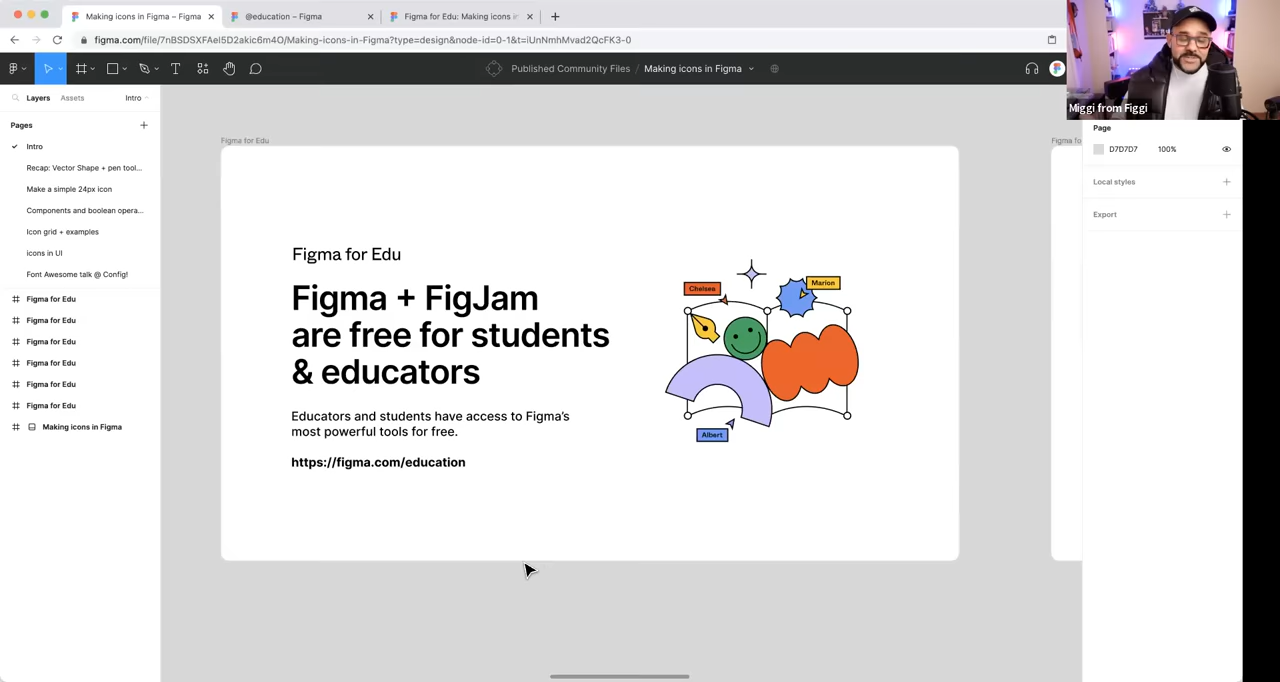 Making icons in Figma – Figma
@education – Figma
Figma for Edu: Making icons in
figma.com/file/7nBSDSXFAeI5D2akic6m4O/Making-icons-in-Figma?type=design&node-id=0-1&t=iUnNmhMvad2QcFK3-0
Published Community Files / Making icons in Figma
Miggi from Figgi
Layers
Assets
Intro
Pages
Intro
Recap: Vector Shape + pen tool...
Make a simple 24px icon
Components and boolean opera...
Icon grid + examples
icons in UI
Font Awesome talk @ Config!
Figma for Edu
Figma for Edu
Figma for Edu
Figma for Edu
Figma for Edu
Figma for Edu
Making icons in Figma
Figma for Edu
Figma for Edu
Figma + FigJam
are free for students
& educators
Educators and students have access to Figma's
most powerful tools for free.
https://figma.com/education
Chelsea
Marion
Albert
Figma fo
Page
D7D7D7
100%
Local styles
Export